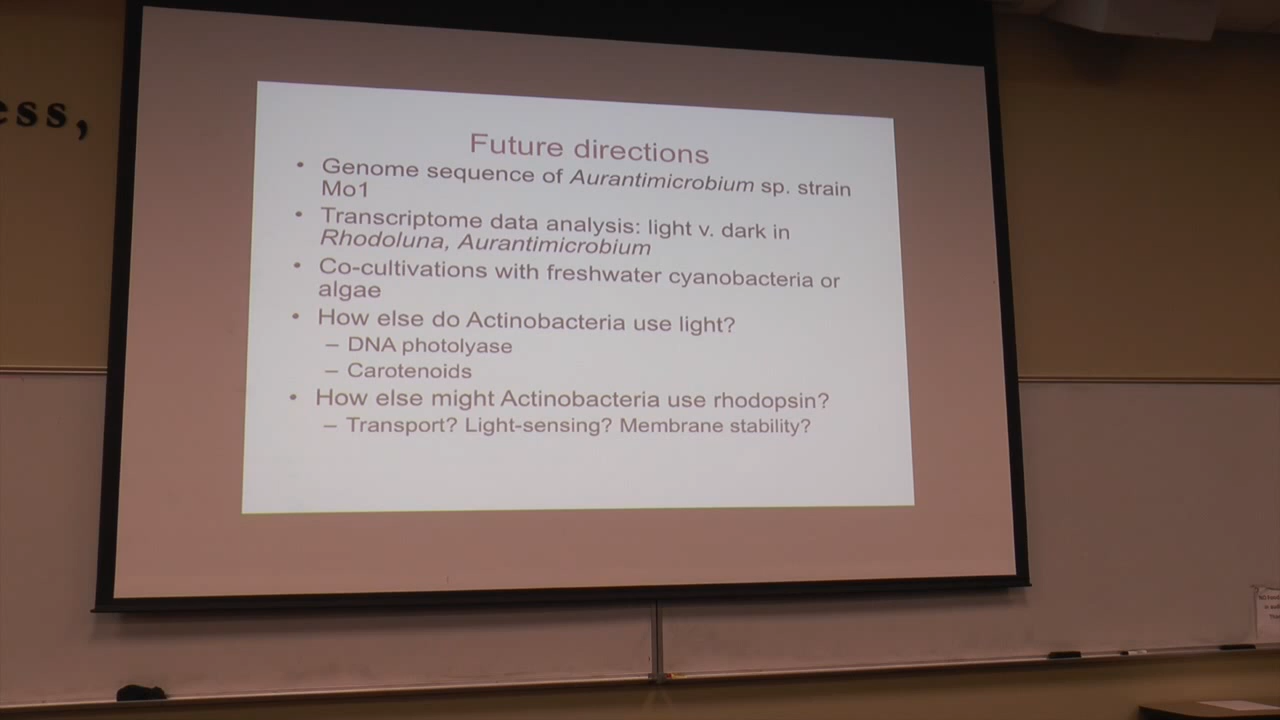 ess,
Future directions
• Genome sequence of Aurantimicrobium sp. strain
Mo1
• Transcriptome data analysis: light v. dark in
Rhodoluna, Aurantimicrobium
• Co-cultivations with freshwater cyanobacteria or
algae
• How else do Actinobacteria use light?
– DNA photolyase
– Carotenoids
• How else might Actinobacteria use rhodopsin?
– Transport? Light-sensing? Membrane stability?